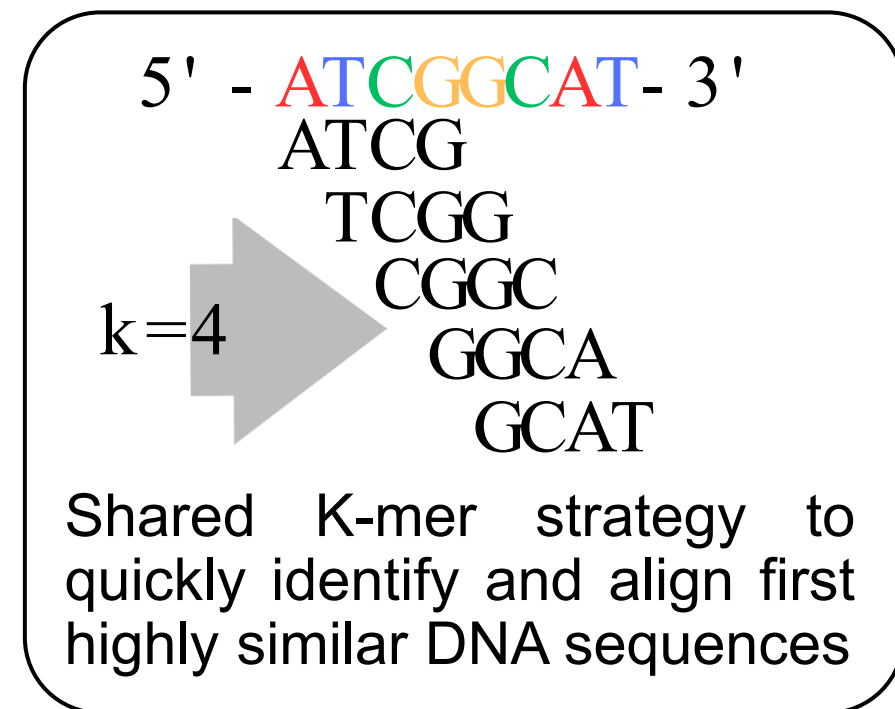 5' - ATCGGCAT- 3'
ATCG
TCGG
CGGC
k=4
GGCA
GCAT
Shared K-mer strategy to
quickly identify and align first
highly similar DNA sequences